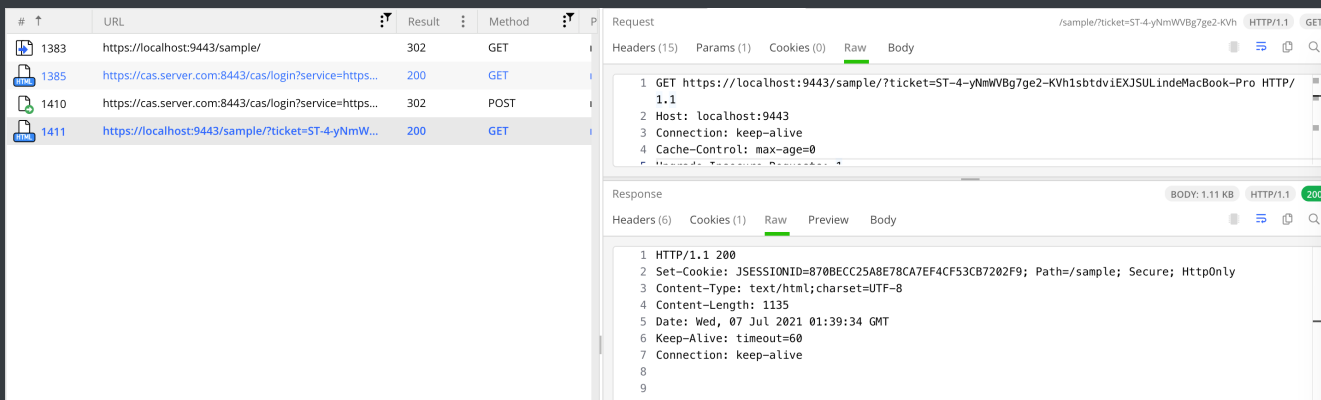 # ↑ URL Result Method P
1383 https://localhost:9443/sample/ 302 GET
HTML 1385 https://cas.server.com:8443/cas/login?service=https... 200 GET
1410 https://cas.server.com:8443/cas/login?service=https... 302 POST
HTML 1411 https://localhost:9443/sample/?ticket=ST-4-yNmW... 200 GET
Request /sample/?ticket=ST-4-yNmWVBg7ge2-KVh HTTP/1.1 GET
Headers (15) Params (1) Cookies (0) Raw Body
1 GET https://localhost:9443/sample/?ticket=ST-4-yNmWVBg7ge2-KVh1sbtdviEXJSULindeMacBook-Pro HTTP/
1.1
2 Host: localhost:9443
3 Connection: keep-alive
4 Cache-Control: max-age=0
5 Upgrade-Insecure-Requests: 1
Response BODY: 1.11 KB HTTP/1.1 200
Headers (6) Cookies (1) Raw Preview Body
1 HTTP/1.1 200
2 Set-Cookie: JSESSIONID=870BECC25A8E78CA7EF4CF53CB7202F9; Path=/sample; Secure; HttpOnly
3 Content-Type: text/html;charset=UTF-8
4 Content-Length: 1135
5 Date: Wed, 07 Jul 2021 01:39:34 GMT
6 Keep-Alive: timeout=60
7 Connection: keep-alive
8
9